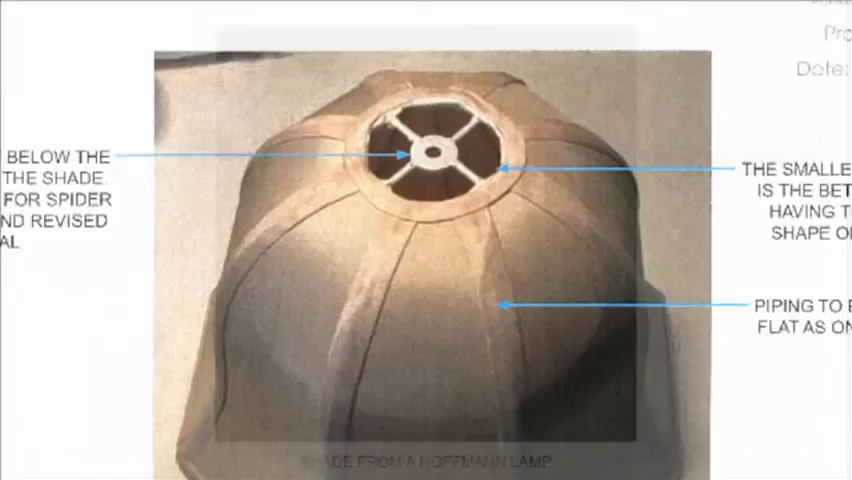 Pro
Date:
BELOW THE
THE SHADE.
FOR SPIDER
ND REVISED
AL
THE SMALLE
IS THE BET
HAVING T
SHAPE O
PIPING TO
FLAT AS ON
SHADE FROM A HOFFMANN LAMP